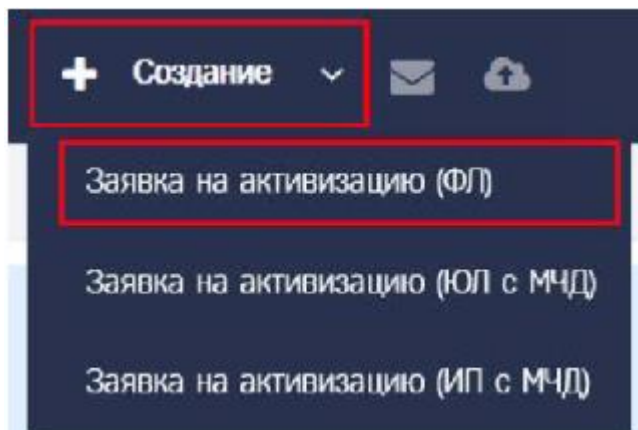 Создание
Заявка на активизацию (ФЛ)
Заявка на активизацию (ЮЛ с МЧД)
Заявка на активизацию (ИП с МЧД)